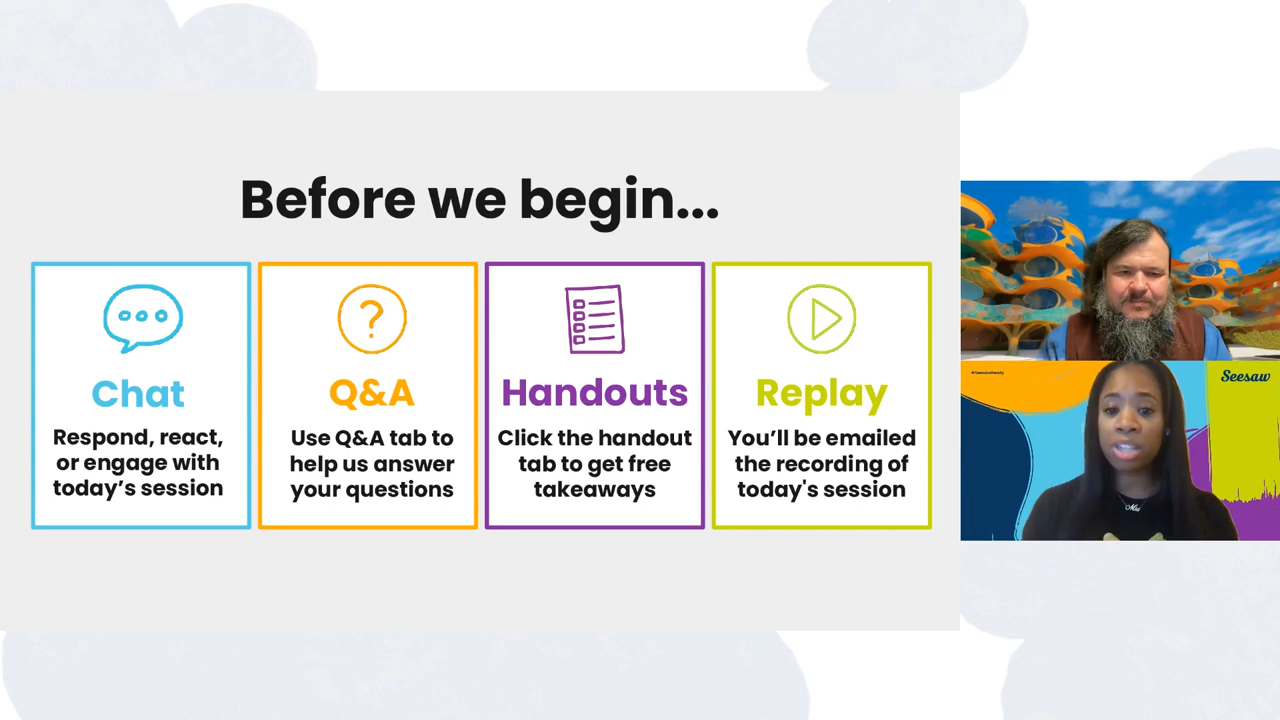 Before we begin...
Chat
Respond, react,
or engage with
today’s session
Q&A
Use Q&A tab to
help us answer
your questions
Handouts
Click the handout
tab to get free
takeaways
Replay
You’ll be emailed
the recording of
today's session
Seesaw